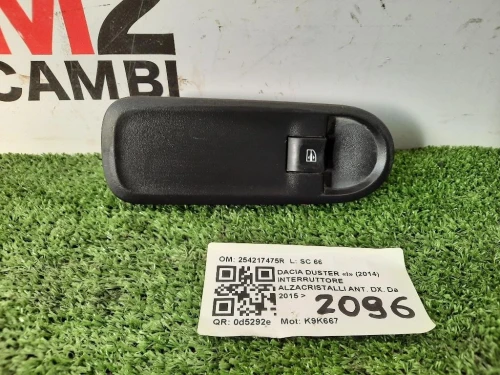 M2
CAMBI
OM: 254217475R L: SC 66
DACIA DUSTER «I» (2014)
INTERRUTTORE
ALZACRISTALLI ANT. DX. Da
2015 >
2096
QR: 0d5292e Mot: K9K667